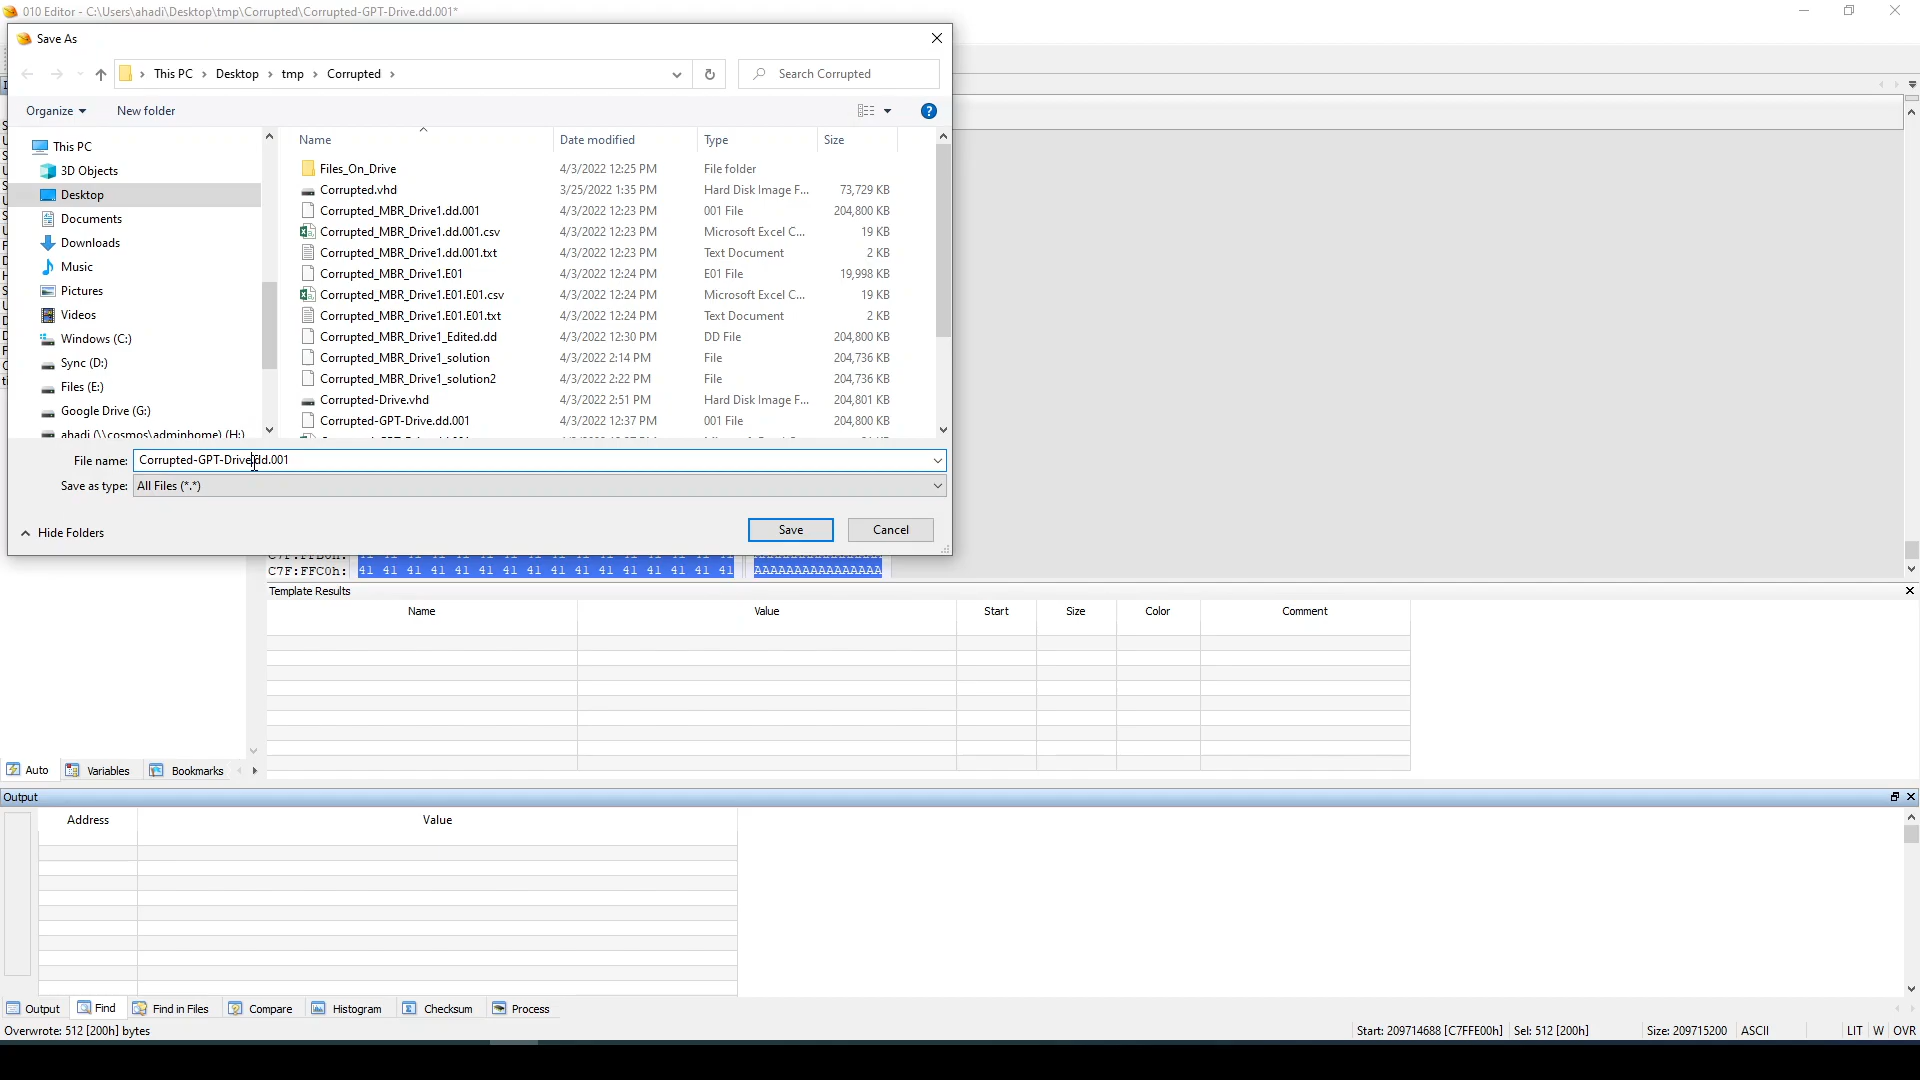 010 Editor - C:\Users\ahadi\Desktop\tmp\Corrupted\Corrupted-GPT-Drive.dd.001*
Save As
This PC > Desktop > tmp > Corrupted >
Search Corrupted
Organize
New folder
Name
Date modified
Type
Size
This PC
3D Objects
Desktop
Documents
Downloads
Music
Pictures
Videos
Windows (C:)
Sync (D:)
Files (E:)
Google Drive (G:)
ahadi (\\cosmos\adminhome) (H:)
Files_On_Drive 4/3/2022 12:25 PM File folder
Corrupted.vhd 3/25/2022 1:35 PM Hard Disk Image F... 73,729 KB
Corrupted_MBR_Drive1.dd.001 4/3/2022 12:23 PM 001 File 204,800 KB
Corrupted_MBR_Drive1.dd.001.csv 4/3/2022 12:23 PM Microsoft Excel C... 19 KB
Corrupted_MBR_Drive1.dd.001.txt 4/3/2022 12:23 PM Text Document 2 KB
Corrupted_MBR_Drive1.E01 4/3/2022 12:24 PM E01 File 19,998 KB
Corrupted_MBR_Drive1.E01.E01.csv 4/3/2022 12:24 PM Microsoft Excel C... 19 KB
Corrupted_MBR_Drive1.E01.E01.txt 4/3/2022 12:24 PM Text Document 2 KB
Corrupted_MBR_Drive1_Edited.dd 4/3/2022 12:30 PM DD File 204,800 KB
Corrupted_MBR_Drive1_solution 4/3/2022 2:14 PM File 204,736 KB
Corrupted_MBR_Drive1_solution2 4/3/2022 2:22 PM File 204,736 KB
Corrupted-Drive.vhd 4/3/2022 2:51 PM Hard Disk Image F... 204,801 KB
Corrupted-GPT-Drive.dd.001 4/3/2022 12:37 PM 001 File 204,800 KB
File name: Corrupted-GPT-Drive.dd.001
Save as type: All Files (*.*)
Hide Folders
Save
Cancel
C7F:FFC0h: 41 41 41 41 41 41 41 41 41 41 41 41 41 41 41 41 AAAAAAAAAAAAAAAA
Template Results
Name Value Start Size Color Comment
Auto Variables Bookmarks
Output
Address Value
Output Find Find in Files Compare Histogram Checksum Process
Overwrote: 512 [200h] bytes Start: 209714688 [C7FFE00h] Sel: 512 [200h] Size: 209715200 ASCII LIT W OVR